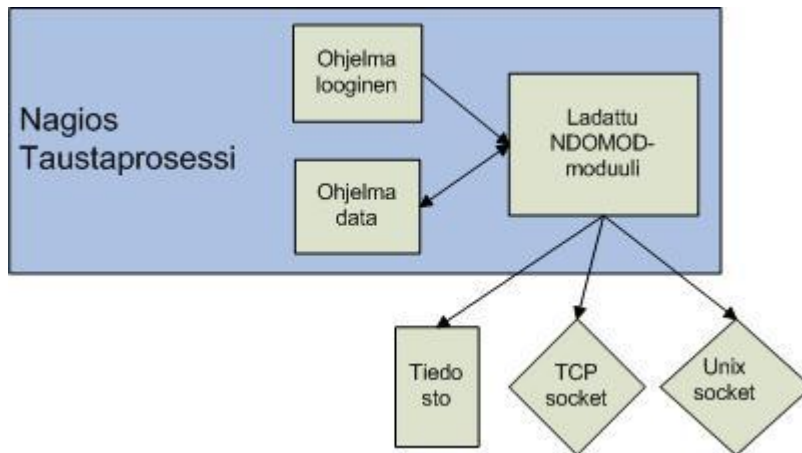 Ohjelma
looginen
Nagios
Taustaprosessi
Ladattu
NDOMOD-
moduuli
Ohjelma
data
Tiedo
sto
TCP
socket
Unix
socket